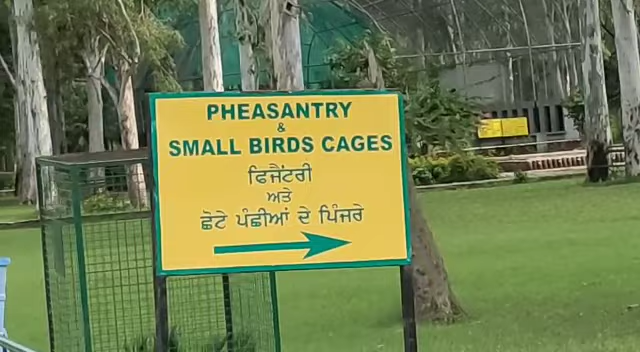 PHEASANTRY
&
SMALL BIRDS CAGES
ਫਿਜੈਂਟਰੀ
ਅਤੇ
ਛੋਟੇ ਪੰਛੀਆਂ ਦੇ ਪਿੰਜਰੇ